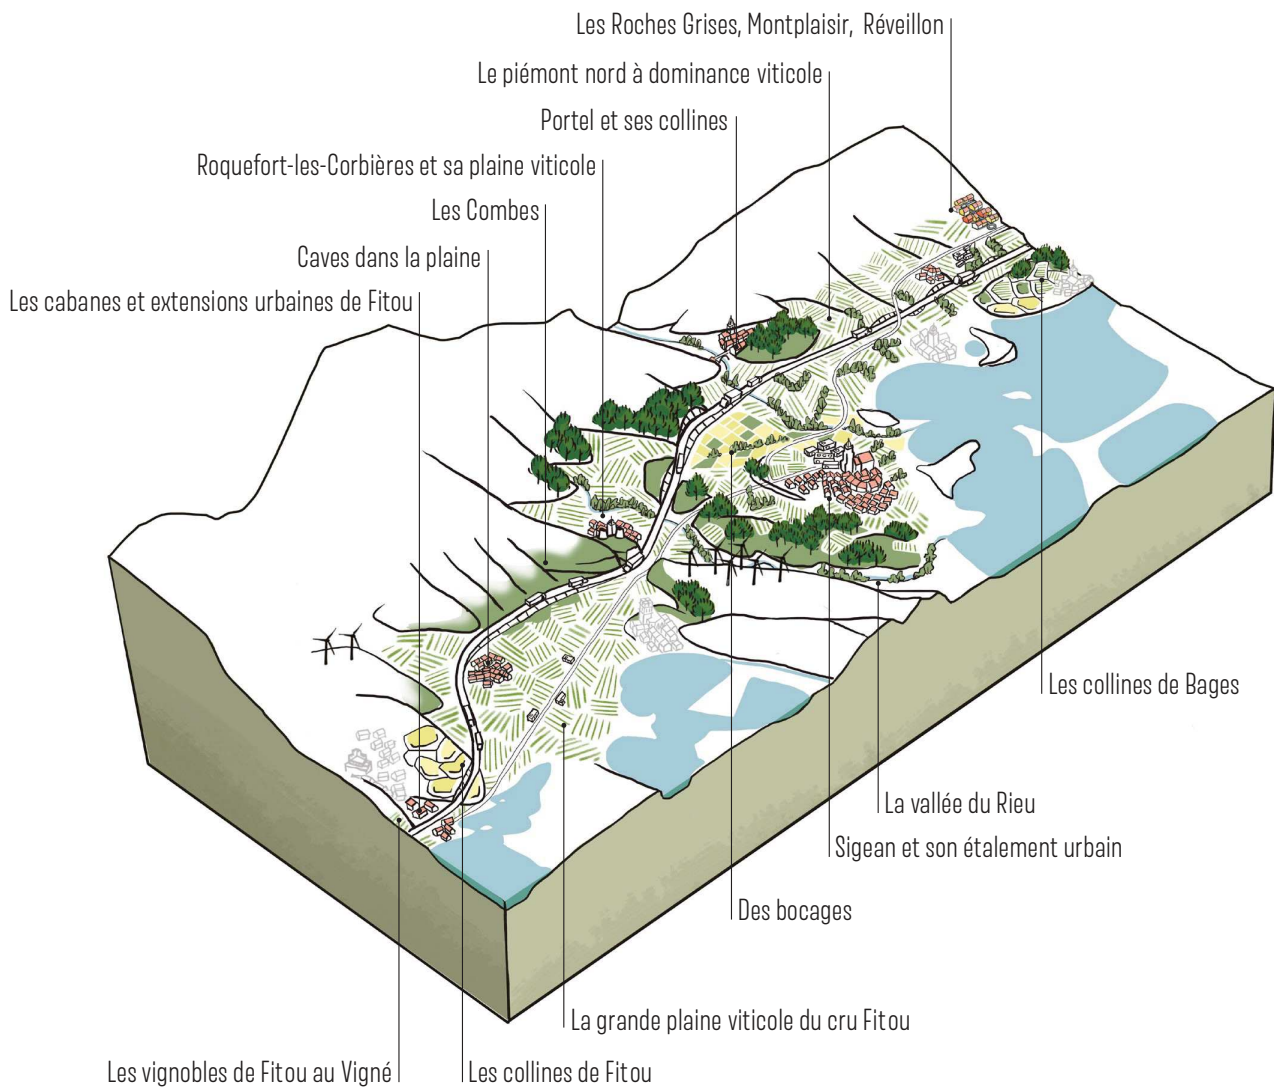 Les Roches Grises, Montplaisir, Réveillon
Le piémont nord à dominance viticole
Portel et ses collines
Roquefort-les-Corbières et sa plaine viticole
Les Combes
Caves dans la plaine
Les cabanes et extensions urbaines de Fitou
Les collines de Bages
La vallée du Rieu
Sigean et son étalement urbain
Des bocages
La grande plaine viticole du cru Fitou
Les vignobles de Fitou au Vigné
Les collines de Fitou